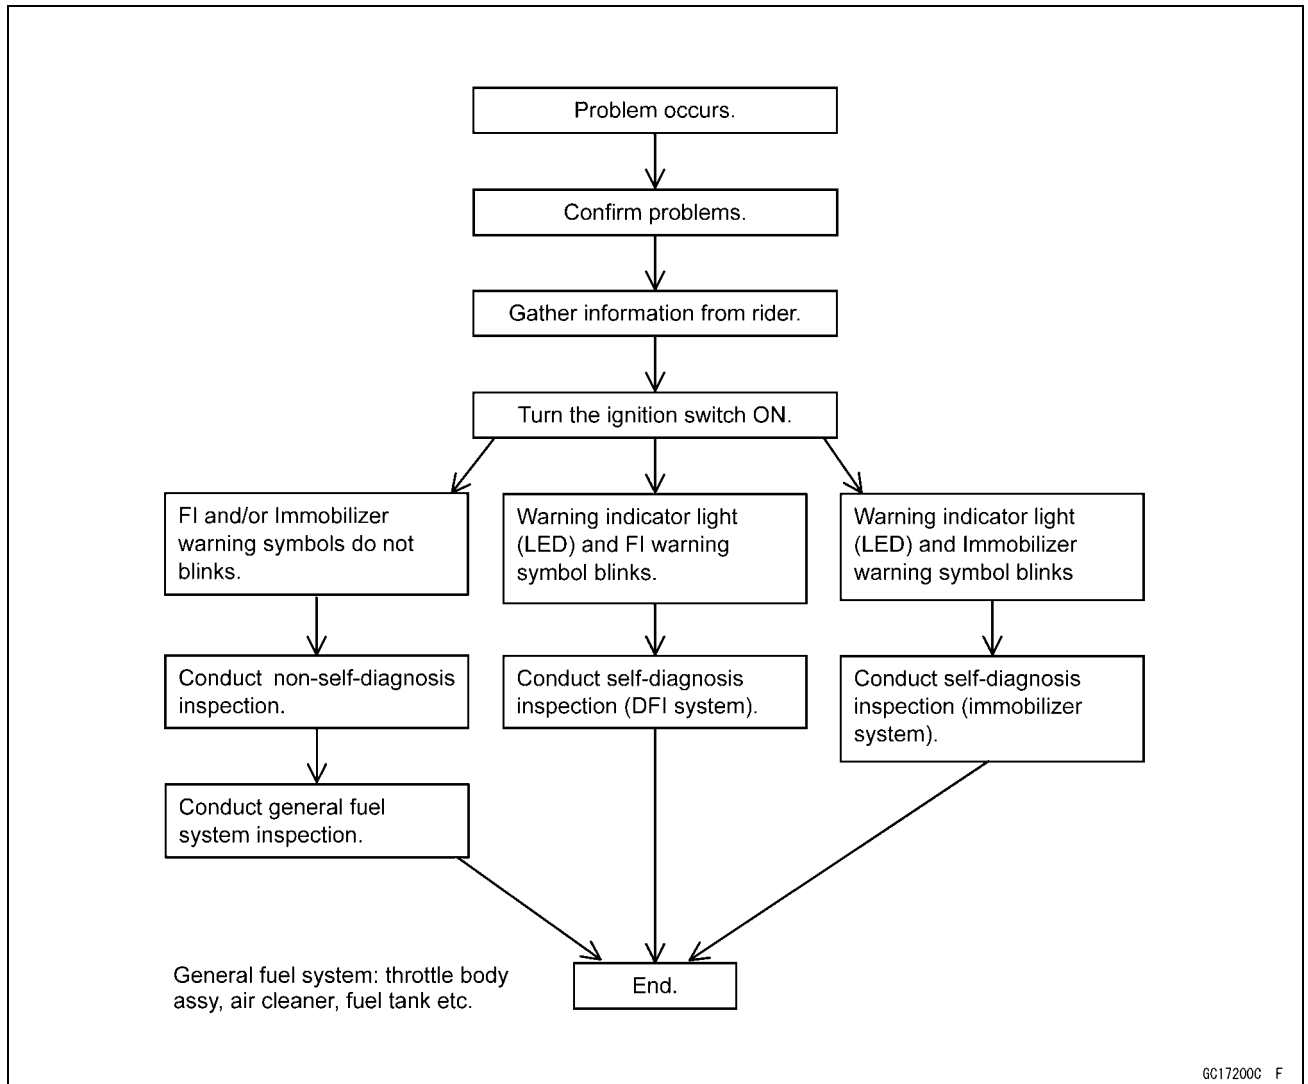 Problem occurs.
Confirm problems.
Gather information from rider.
Turn the ignition switch ON.
FI and/or Immobilizer
warning symbols do not
blinks.
Warning indicator light
(LED) and FI warning
symbol blinks.
Warning indicator light
(LED) and Immobilizer
warning symbol blinks
Conduct non-self-diagnosis
inspection.
Conduct self-diagnosis
inspection (DFI system).
Conduct self-diagnosis
inspection (immobilizer
system).
Conduct general fuel
system inspection.
General fuel system: throttle body
assy, air cleaner, fuel tank etc.
End.
GC17200C F